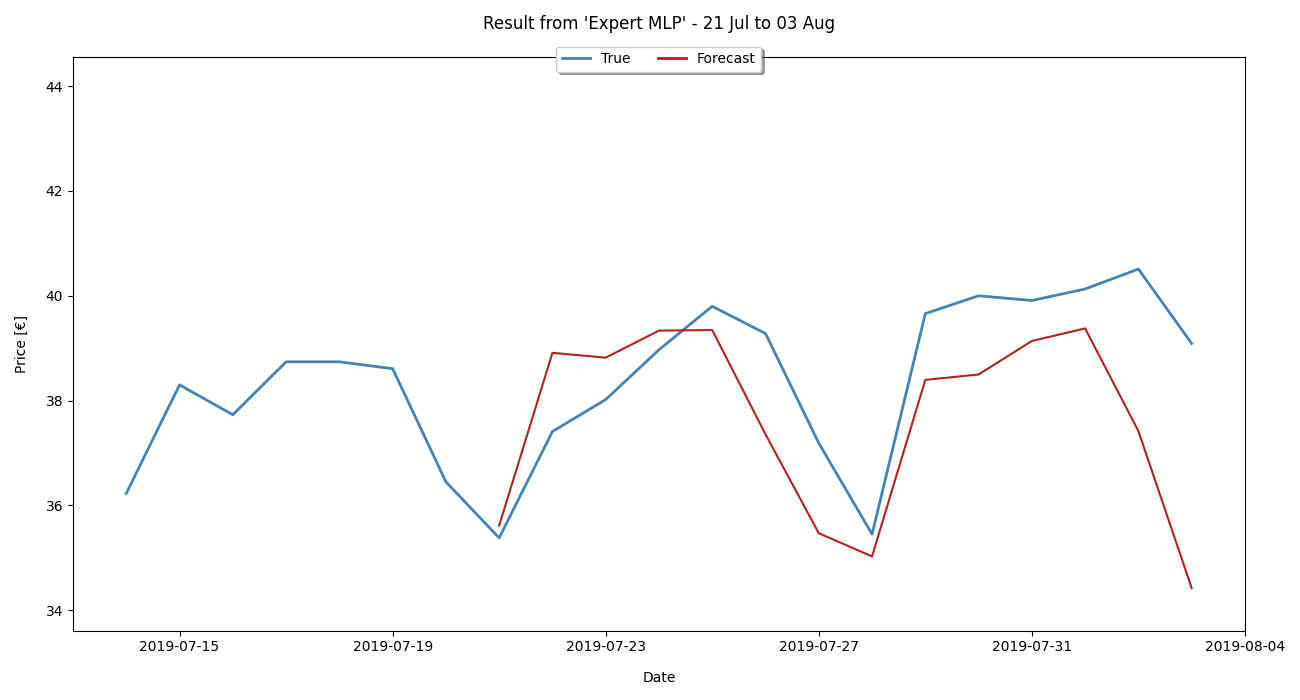 Result from 'Expert MLP' - 21 Jul to 03 Aug
True Forecast
44
42
40
38
36
34
Price [€]
2019-07-15 2019-07-19 2019-07-23 2019-07-27 2019-07-31 2019-08-04
Date